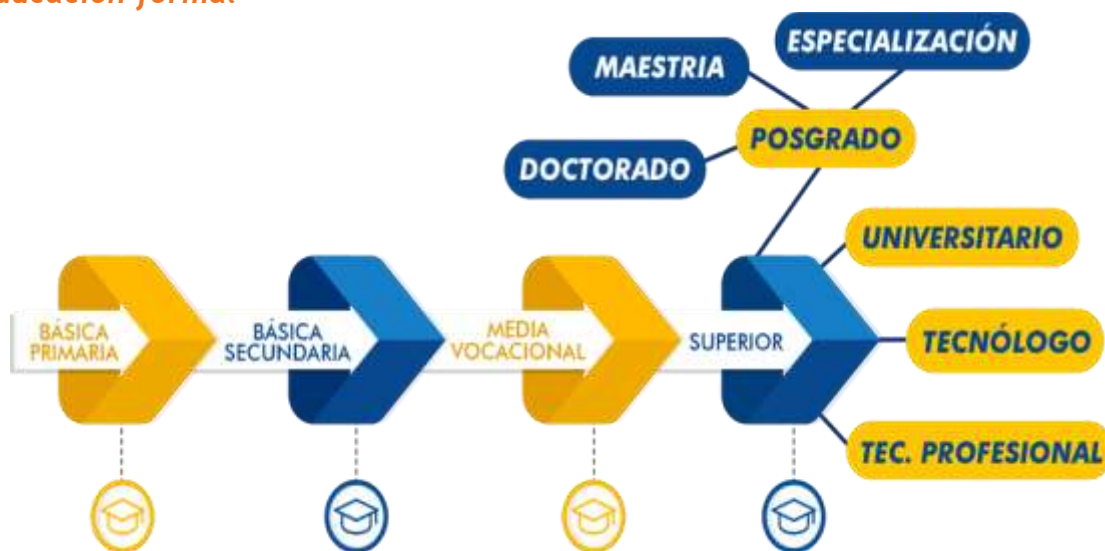 MAESTRIA
ESPECIALIZACIÓN
POSGRADO
DOCTORADO
UNIVERSITARIO
BÁSICA
PRIMARIA
BÁSICA
SECUNDARIA
MEDIA
VOCACIONAL
SUPERIOR
TECNÓLOGO
TEC. PROFESIONAL